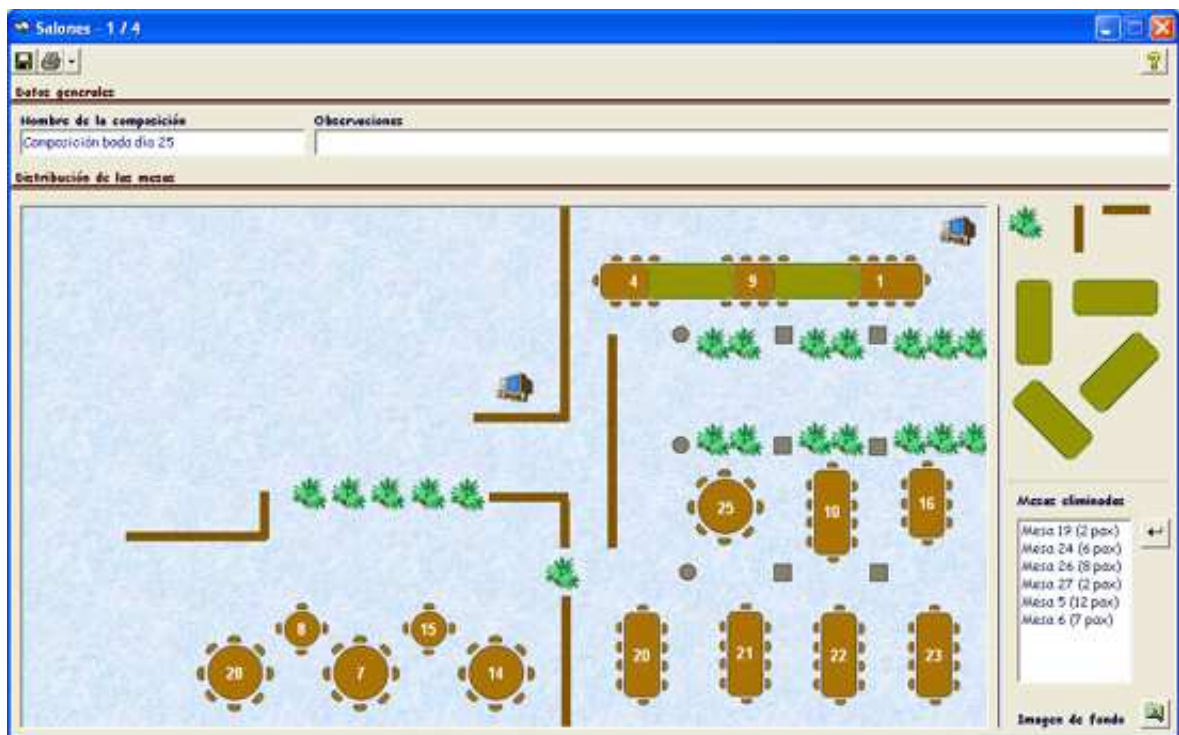 Salones - 1 / 4
Datos generales
Nombre de la composición Observaciones
Composición boda día 25
Distribución de las mesas
4 9 1
25 10 16
Mesas eliminadas
Mesa 19 (2 pax)
Mesa 24 (6 pax)
Mesa 26 (8 pax)
Mesa 27 (2 pax)
Mesa 5 (12 pax)
Mesa 6 (7 pax)
8 15
28 7 14 20 21 22 23
Imagen de fondo